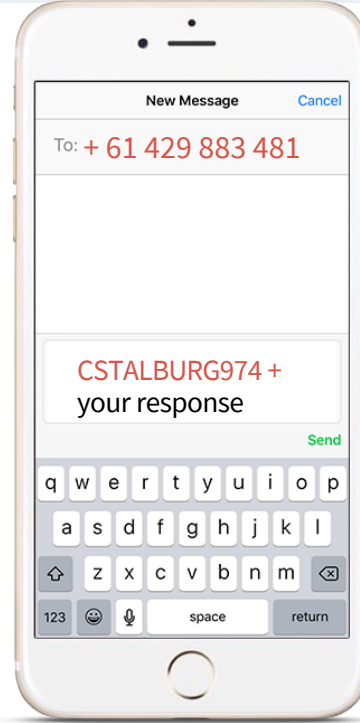 New Message Cancel
To: + 61 429 883 481
CSTALBURG974 +
your response
Send
q w e r t y u i o p
a s d f g h j k l
z x c v b n m
123 space return